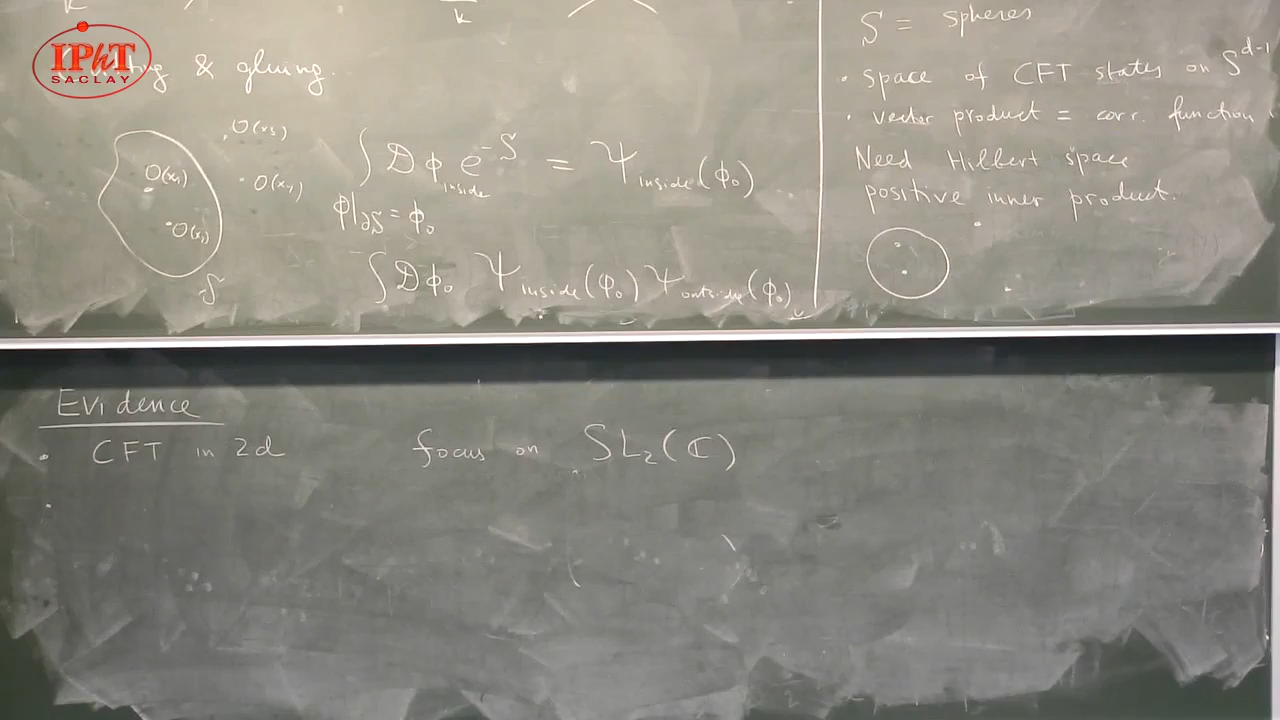 IPhT
SACLAY
k
k
& gluing.
O(x₁)
O(x₂)
O(x₃)
O(x₄)
S
∫ Dφ_inside e^{-S} = Ψ_inside(φ₀)
φ|∂S = φ₀
∫ Dφ₀ Ψ_inside(φ₀) Ψ_outside(φ₀)
S = spheres
• space of CFT states on S^{d-1}
• vector product = corr. function
Need Hilbert space
positive inner product.
Evidence
• CFT in 2d focus on SL₂(ℂ)